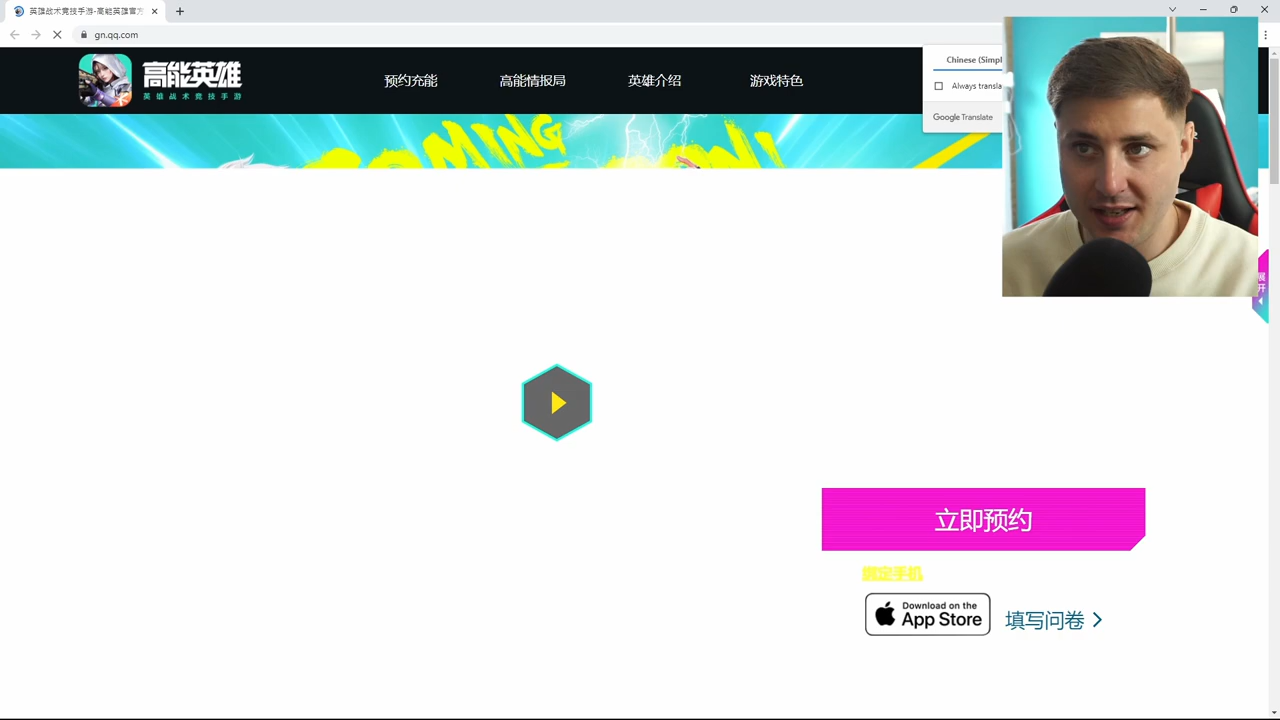 英雄战术竞技手游-高能英雄官方
gn.qq.com
高能英雄
英雄战术竞技手游
预约充能
高能情报局
英雄介绍
游戏特色
Chinese (Simpl
Always transla
Google Translate
COMING
展开
立即预约
绑定手机
Download on the
App Store
填写问卷